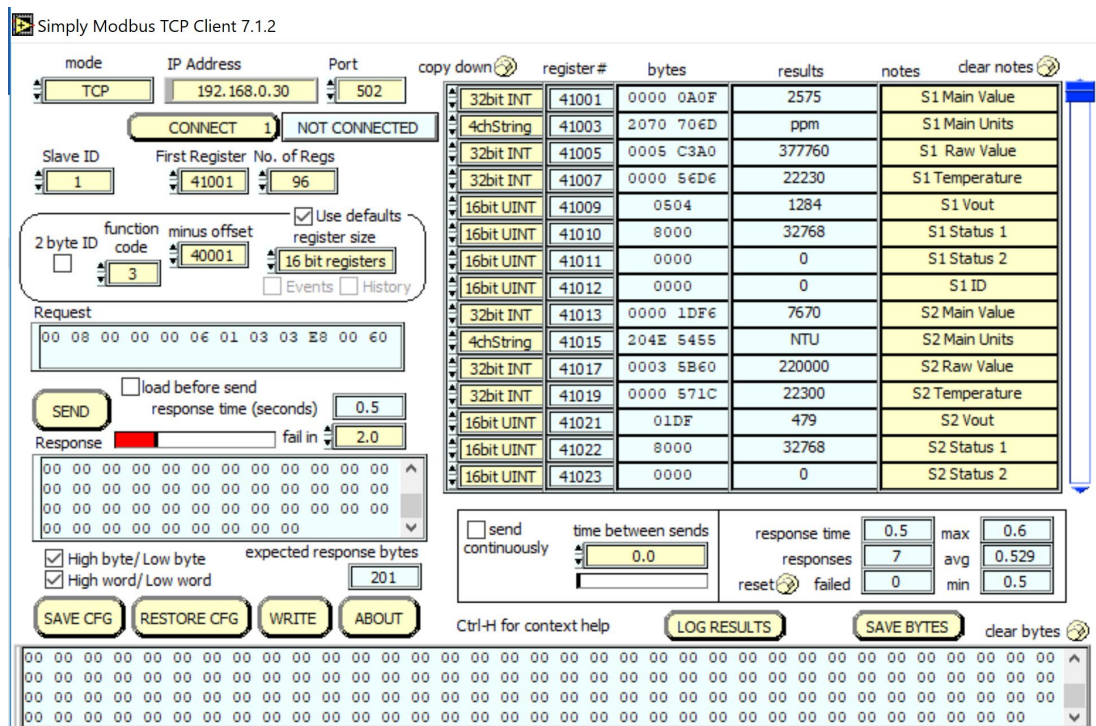 Simply Modbus TCP Client 7.1.2
mode IP Address Port
TCP 192.168.0.30 502
CONNECT 1 NOT CONNECTED
Slave ID First Register No. of Regs
1 41001 96
Use defaults
2 byte ID function code minus offset register size
3 40001 16 bit registers
Events History
Request
00 08 00 00 00 06 01 03 03 E8 00 60
load before send
SEND response time (seconds) 0.5
Response fail in 2.0
00 00 00 00 00 00 00 00 00 00 00 00
00 00 00 00 00 00 00 00 00 00 00 00
00 00 00 00 00 00 00 00 00 00 00 00
00 00 00 00 00 00 00 00 00
High byte/Low byte expected response bytes
High word/Low word 201
SAVE CFG RESTORE CFG WRITE ABOUT
copy down register# bytes results notes clear notes
32bit INT 41001 0000 0A0F 2575 S1 Main Value
4chString 41003 2070 706D ppm S1 Main Units
32bit INT 41005 0005 C3A0 377760 S1 Raw Value
32bit INT 41007 0000 56D6 22230 S1 Temperature
16bit UINT 41009 0504 1284 S1 Vout
16bit UINT 41010 8000 32768 S1 Status 1
16bit UINT 41011 0000 0 S1 Status 2
16bit UINT 41012 0000 0 S1 ID
32bit INT 41013 0000 1DF6 7670 S2 Main Value
4chString 41015 204E 5455 NTU S2 Main Units
32bit INT 41017 0003 5B60 220000 S2 Raw Value
32bit INT 41019 0000 571C 22300 S2 Temperature
16bit UINT 41021 01DF 479 S2 Vout
16bit UINT 41022 8000 32768 S2 Status 1
16bit UINT 41023 0000 0 S2 Status 2
send continuously time between sends
0.0
response time 0.5 max 0.6
responses 7 avg 0.529
reset failed 0 min 0.5
Ctrl-H for context help LOG RESULTS SAVE BYTES clear bytes
00 00 00 00 00 00 00 00 00 00 00 00 00 00 00 00 00 00 00 00 00 00 00 00 00 00 00 00 00 00 00 00 00 00 00
00 00 00 00 00 00 00 00 00 00 00 00 00 00 00 00 00 00 00 00 00 00 00 00 00 00 00 00 00 00 00 00 00 00 00
00 00 00 00 00 00 00 00 00 00 00 00 00 00 00 00 00 00 00 00 00 00 00 00 00 00 00 00 00 00 00 00 00 00 00
00 00 00 00 00 00 00 00 00 00 00 00 00 00 00 00 00 00 00 00 00 00 00 00 00 00 00 00 00 00 00 00 00 00 00